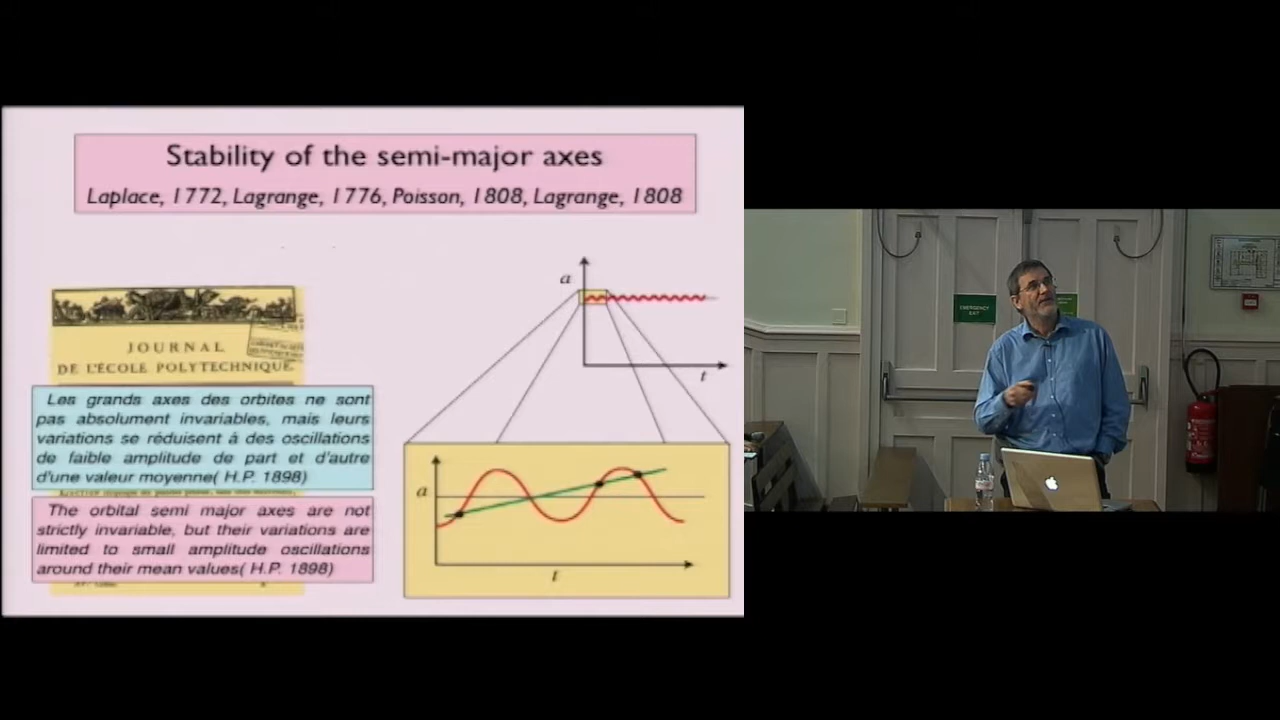 Stability of the semi-major axes
Laplace, 1772, Lagrange, 1776, Poisson, 1808, Lagrange, 1808
JOURNAL
DE L'ÉCOLE POLYTECHNIQUE.
Les grands axes des orbites ne sont
pas absolument invariables, mais leurs
variations se réduisent à des oscillations
de faible amplitude de part et d'autre
d'une valeur moyenne( H.P. 1898)
The orbital semi major axes are not
strictly invariable, but their variations are
limited to small amplitude oscillations
around their mean values( H.P. 1898)
a
t
a
t
EMERGENCY
EXIT